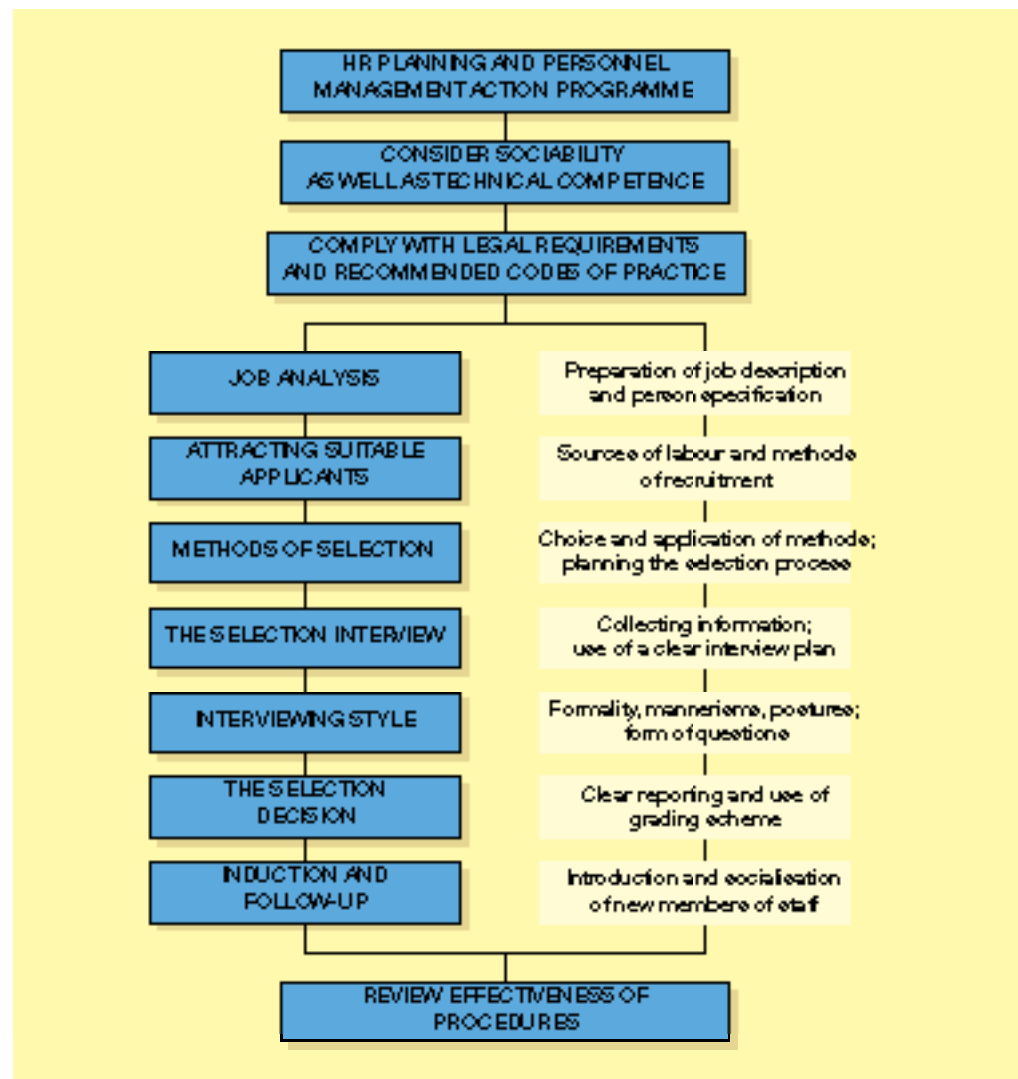 HR PLANNING AND PERSONNEL
MANAGEMENT ACTION PROGRAMME
CONSIDER SOCIABILITY
AS WELL AS TECHNICAL COMPETENCE
COMPLY WITH LEGAL REQUIREMENTS
AND RECOMMENDED CODES OF PRACTICE
JOB ANALYSIS
Preparation of job description
and person specification
ATTRACTING SUITABLE
APPLICANTS
Sources of labour and methods
of recruitment
METHODS OF SELECTION
Choice and application of methods;
planning the selection process
THE SELECTION INTERVIEW
Collecting information;
use of a clear interview plan
INTERVIEWING STYLE
Formality, mannerisms, postures;
form of questions
THE SELECTION
DECISION
Clear reporting and use of
grading scheme
INDUCTION AND
FOLLOW-UP
Introduction and socialisation
of new members of staff
REVIEW EFFECTIVENESS OF
PROCEDURES